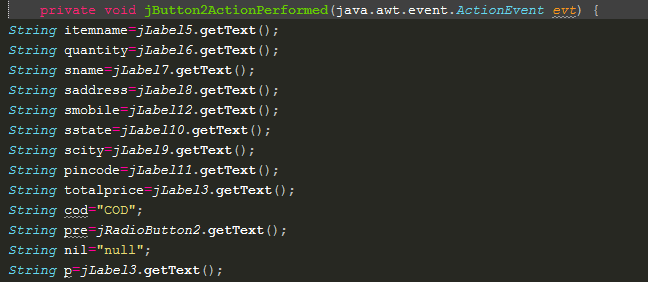 private void jButton2ActionPerformed(java.awt.event.ActionEvent evt) {
String itemname=jLabel5.getText();
String quantity=jLabel6.getText();
String sname=jLabel7.getText();
String saddress=jLabel8.getText();
String smobile=jLabel12.getText();
String sstate=jLabel10.getText();
String scity=jLabel9.getText();
String pincode=jLabel11.getText();
String totalprice=jLabel3.getText();
String cod="COD";
String pre=jRadioButton2.getText();
String nil="null";
String p=jLabel3.getText();